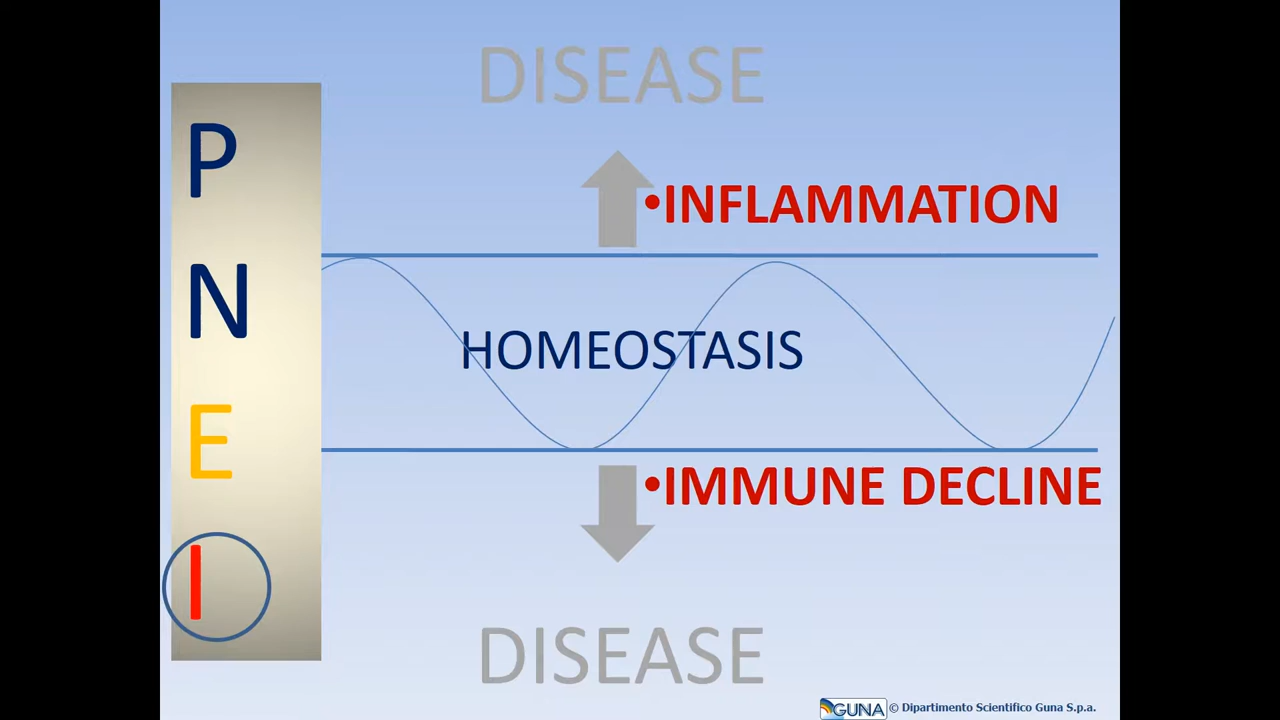 DISEASE
P
•INFLAMMATION
N
HOMEOSTASIS
E
•IMMUNE DECLINE
I
DISEASE
GUNA © Dipartimento Scientifico Guna S.p.a.